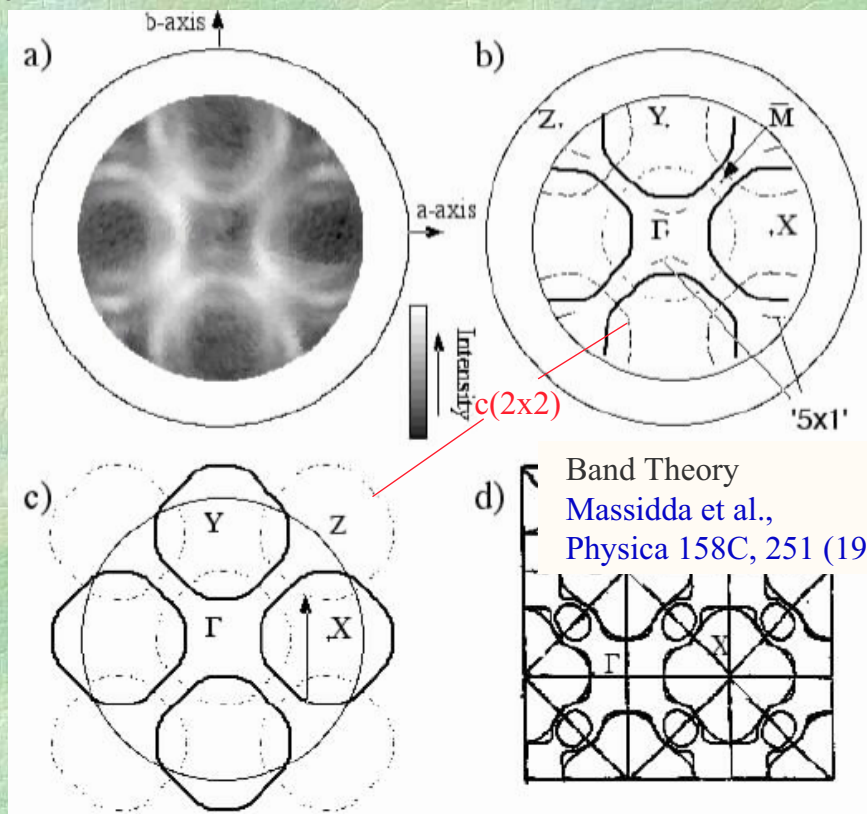 b-axis
a)
a-axis
Intensity
b)
Z
Y
M̅
Γ
X
'5x1'
c(2x2)
c)
Y
Z
Γ
X
d)
Band Theory
Massidda et al.,
Physica 158C, 251 (19
Γ
X